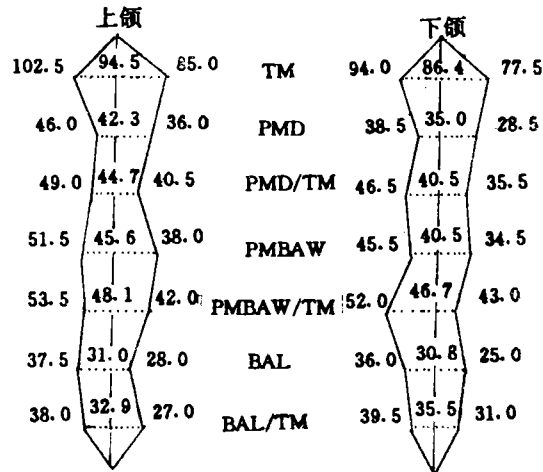 上颌 下颌
102.5 94.5 85.0 TM 94.0 86.4 77.5
46.0 42.3 36.0 PMD 38.5 35.0 28.5
49.0 44.7 40.5 PMD/TM 46.5 40.5 35.5
51.5 45.6 38.0 PMBAW 45.5 40.5 34.5
53.5 48.1 42.0 PMBAW/TM 52.0 46.7 43.0
37.5 31.0 28.0 BAL 36.0 30.8 25.0
38.0 32.9 27.0 BAL/TM 39.5 35.5 31.0